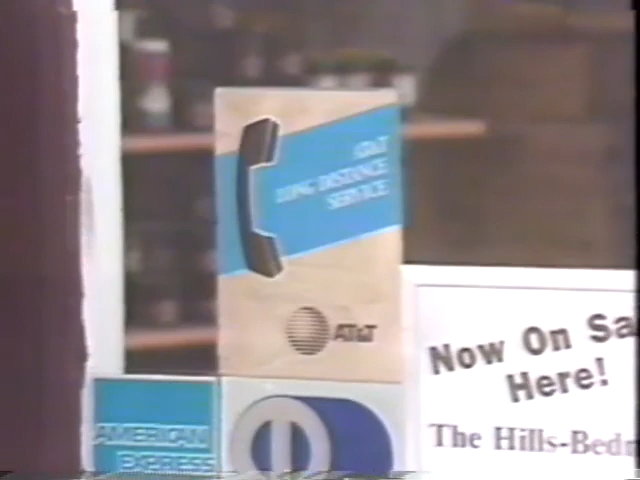 AT&T
LONG DISTANCE
SERVICE
AT&T
AMERICAN
EXPRESS
Now On Sa
Here!
The Hills-Bedr